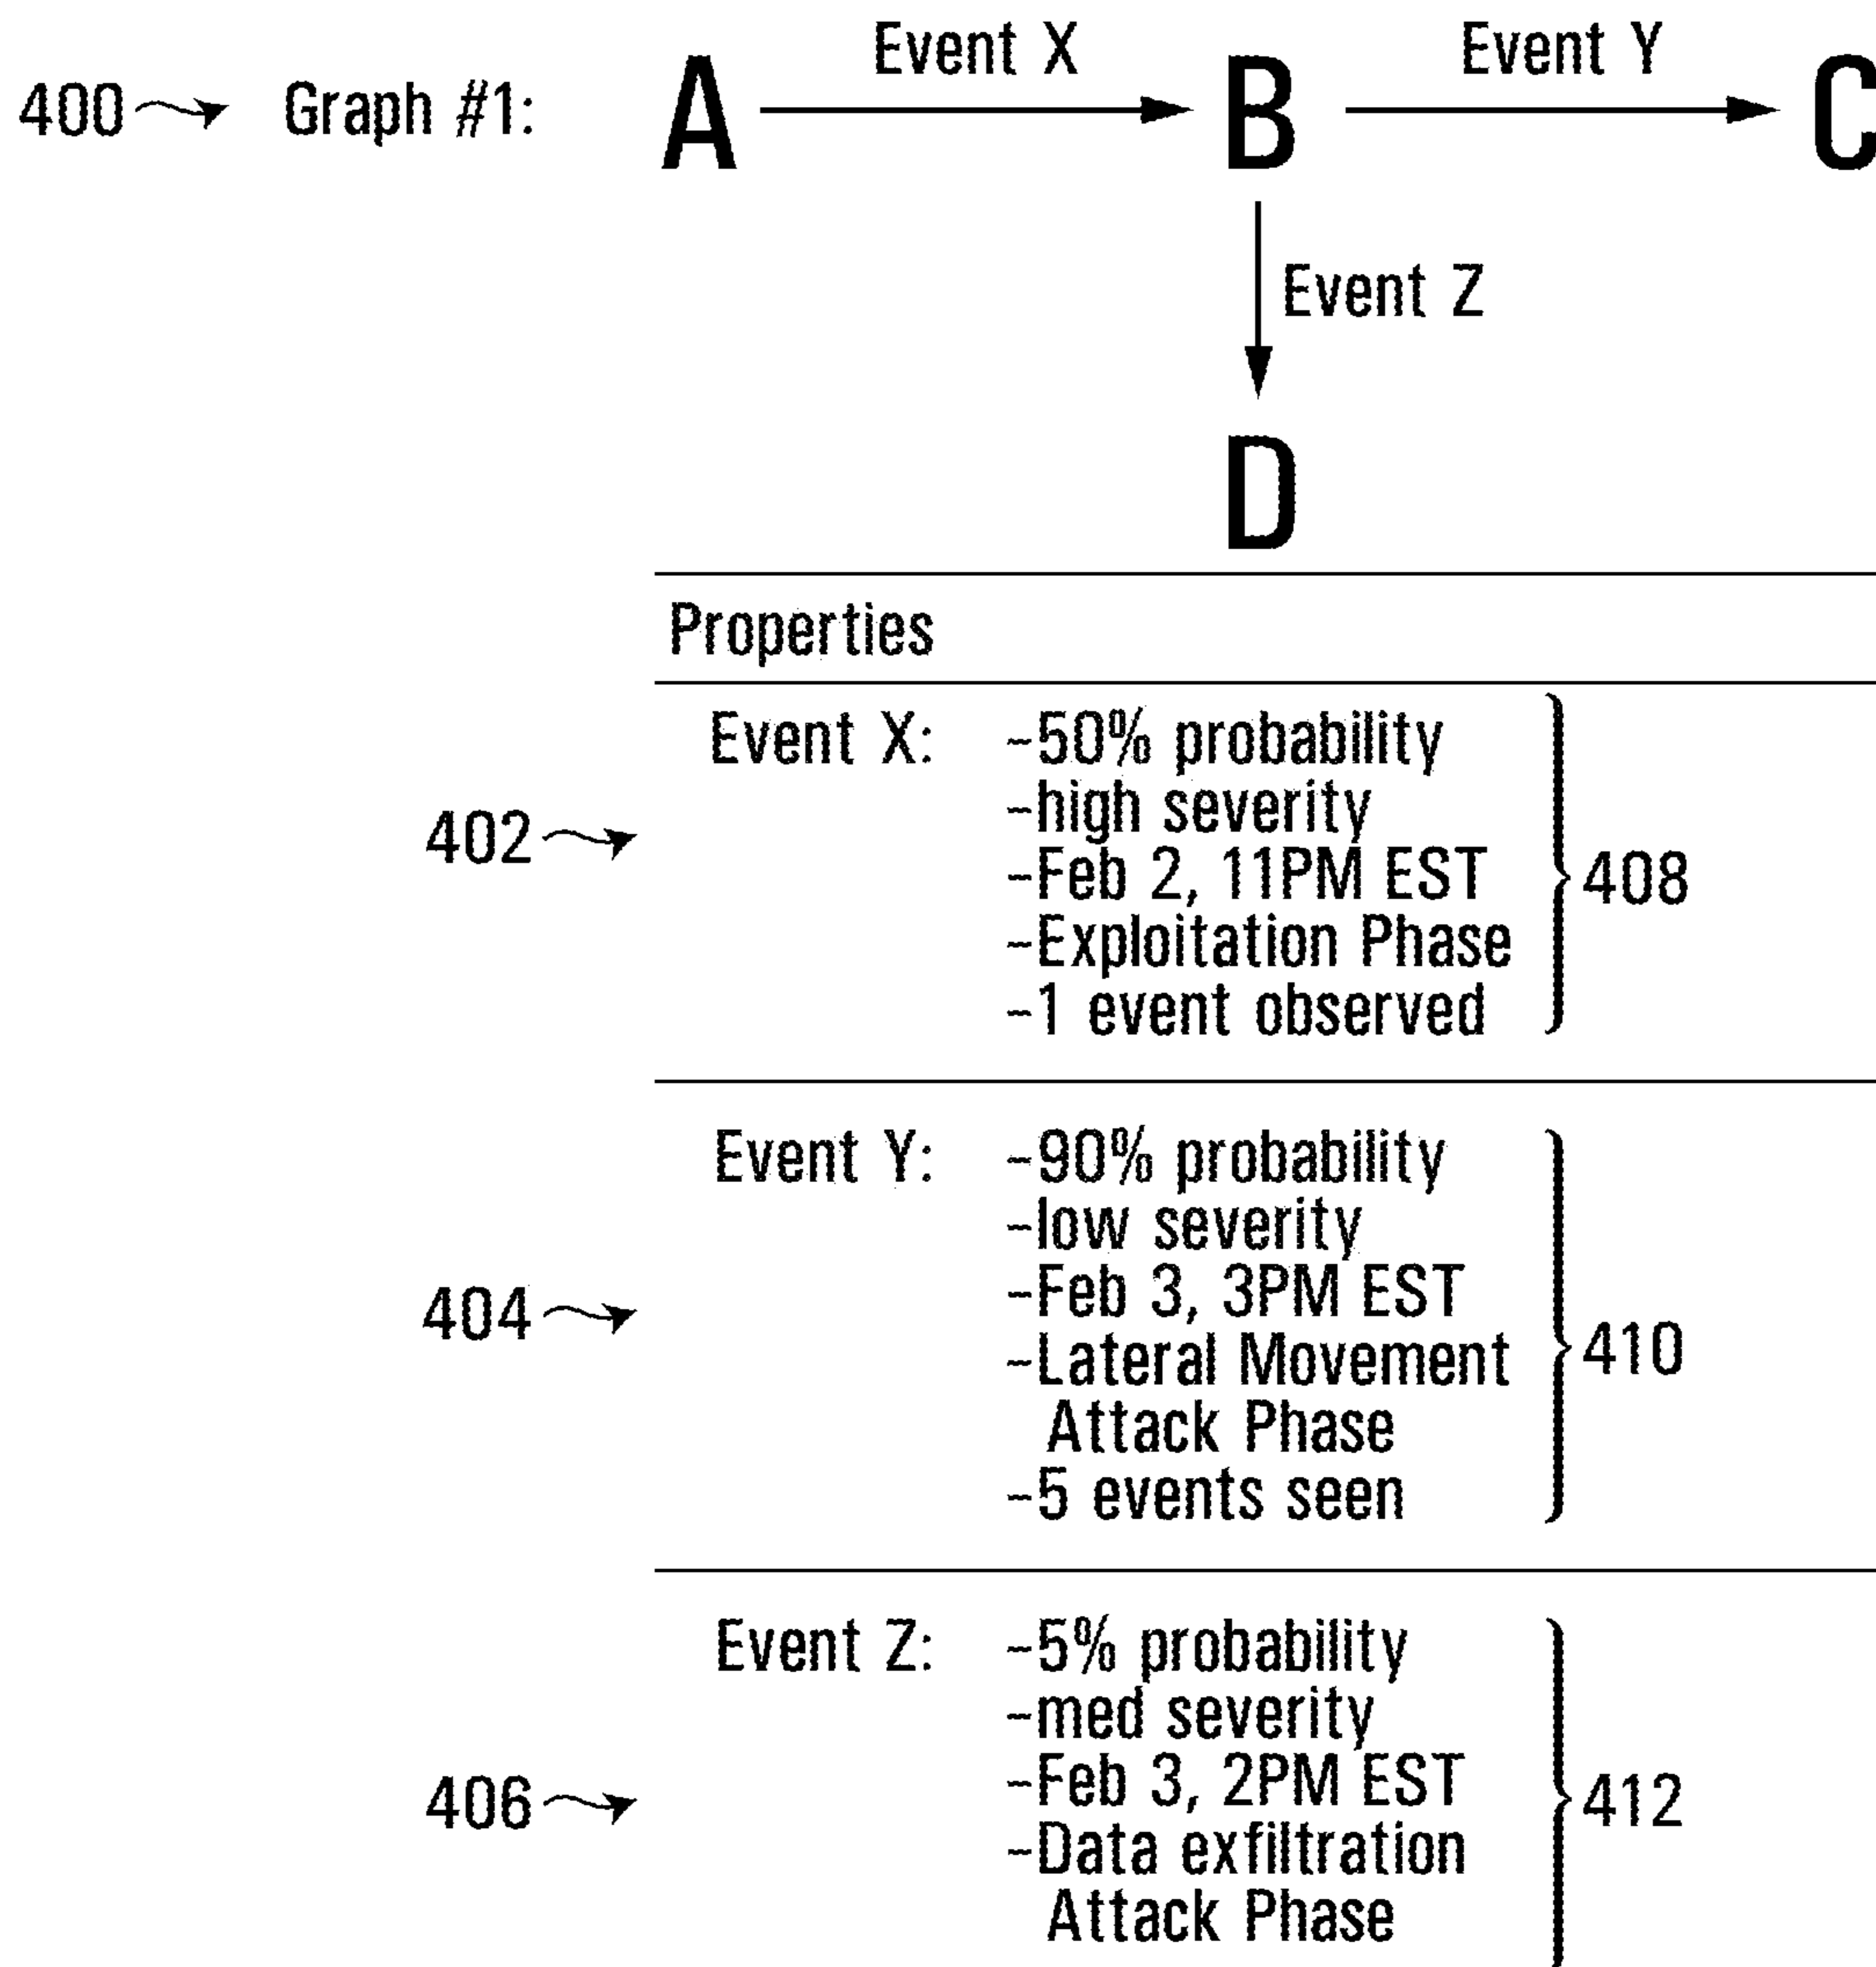 400 Graph #1: A Event X B Event Y C
Event Z
D
Properties
Event X: -50% probability
-high severity
402
-Feb 2, 11PM EST 408
-Exploitation Phase
-1 event observed
Event Y: -90% probability
-low severity
404 -Feb 3, 3PM EST
-Lateral Movement 410
Attack Phase
-5 events seen
Event Z: -5% probability
-med severity
406 -Feb 3, 2PM EST 412
-Data exfiltration
Attack Phase